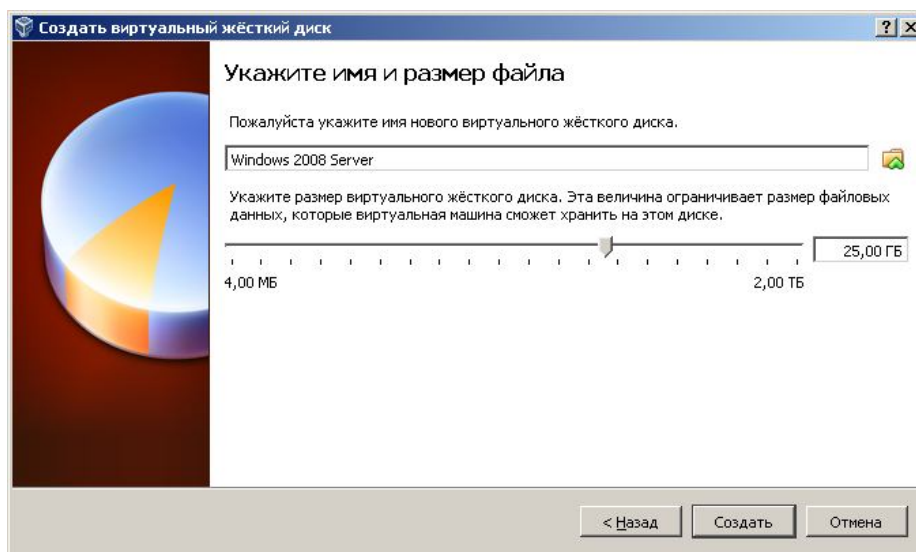 Создать виртуальный жёсткий диск
Укажите имя и размер файла
Пожалуйста укажите имя нового виртуального жёсткого диска.
Windows 2008 Server
Укажите размер виртуального жёсткого диска. Эта величина ограничивает размер файловых
данных, которые виртуальная машина сможет хранить на этом диске.
25,00 ГБ
4,00 МБ 2,00 ТБ
< Назад Создать Отмена